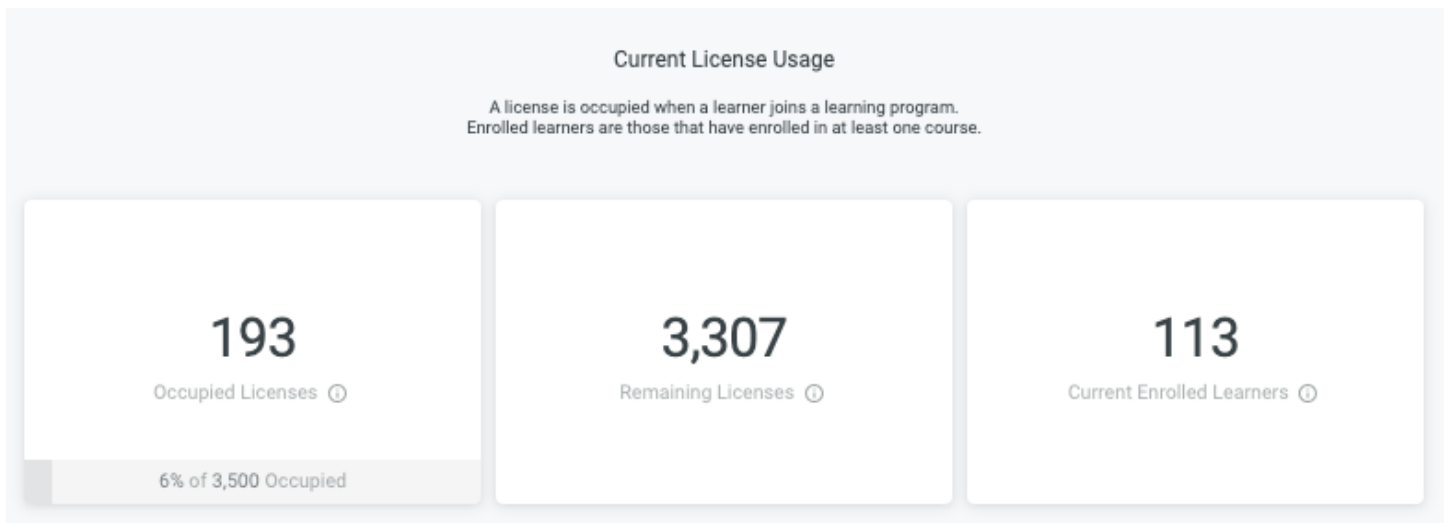 Current License Usage
A license is occupied when a learner joins a learning program.
Enrolled learners are those that have enrolled in at least one course.
193
Occupied Licenses
6% of 3,500 Occupied
3,307
Remaining Licenses
113
Current Enrolled Learners